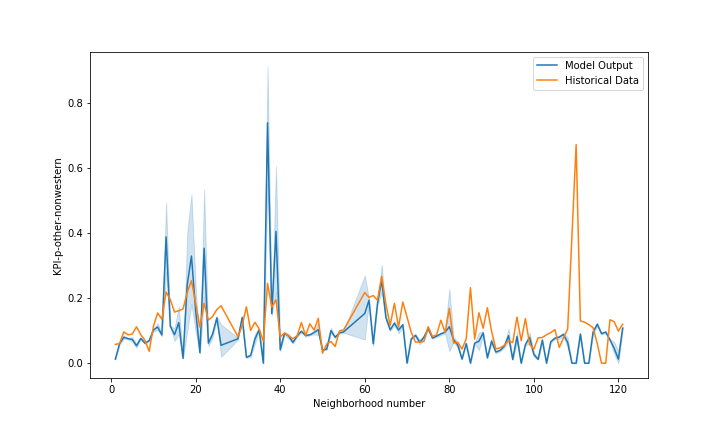 Model Output
Historical Data
KPI-p-other-nonwestern
0.8
0.6
0.4
0.2
0.0
0 20 40 60 80 100 120
Neighborhood number